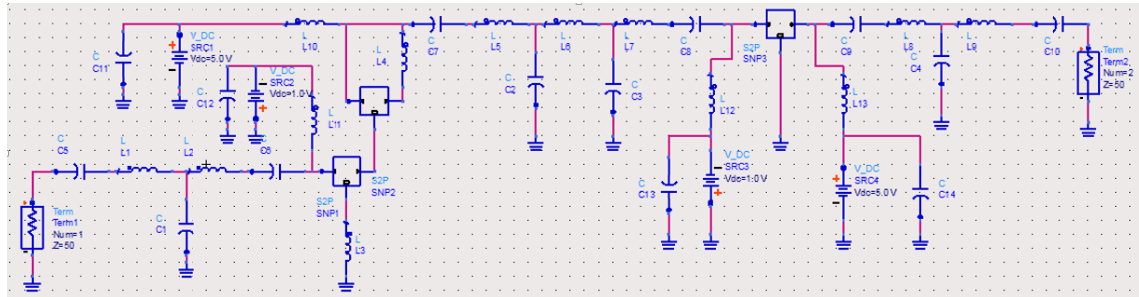 C
C11
V_DC
SRC1
Vdc=5.0 V
L
L10
L
L4
C
C7
L
L5
C
C2
L
L6
L
L7
C
C3
C
C8
S2P
SNP3
C
C9
L
L8
C
C4
L
L9
C
C10
Term
Term2
Num=2
Z=50
C
C12
V_DC
SRC2
Vdc=1.0 V
L
L11
L
L12
L
L13
C
C5
L
L1
L
L2
C
C6
S2P
SNP2
C
C13
V_DC
SRC3
Vdc=1.0 V
V_DC
SRC4
Vdc=5.0 V
C
C14
S2P
SNP1
Term
Term1
Num=1
Z=50
C
C1
L
L3